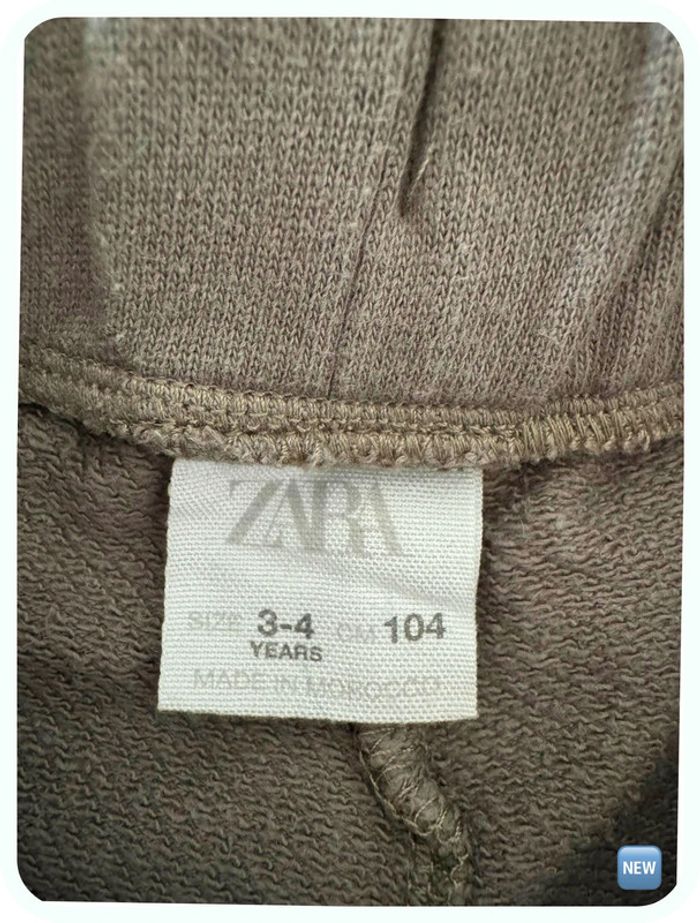 ZARA
SIZE 3-4 CM 104
YEARS
MADE IN MOROCCO
NEW